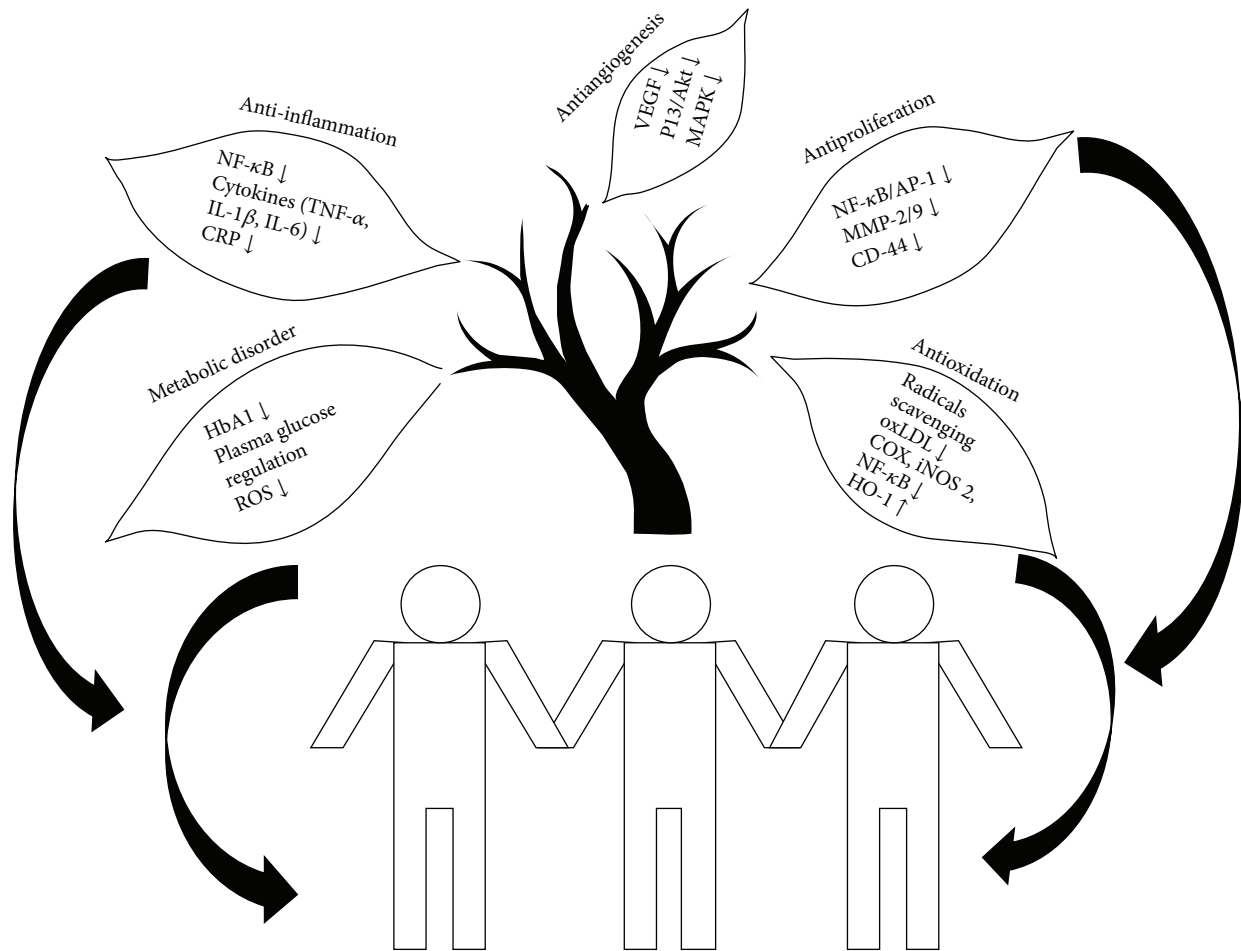 Antiangiogenesis
VEGF ↓
P13/Akt ↓
MAPK ↓
Anti-inflammation
NF-κB ↓
Cytokines (TNF-α,
IL-1β, IL-6) ↓
CRP ↓
Antiproliferation
NF-κB/AP-1 ↓
MMP-2/9 ↓
CD-44 ↓
Metabolic disorder
HbA1 ↓
Plasma glucose
regulation
ROS ↓
Antioxidation
Radicals
scavenging
oxLDL ↓
COX, iNOS 2,
NF-κB ↓
HO-1 ↑